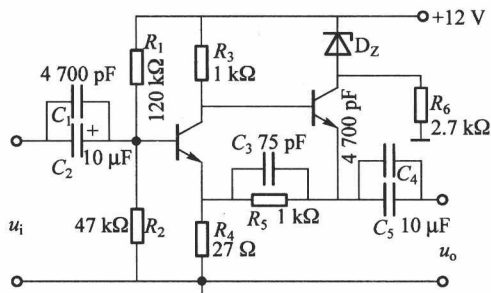 +12 V
R1
120 kΩ
R3
1 kΩ
DZ
4 700 pF
C1
+
C2
10 μF
C3 75 pF
4 700 pF
R6
2.7 kΩ
C4
C5
10 μF
R5
1 kΩ
47 kΩ
R2
R4
27 Ω
ui
uo